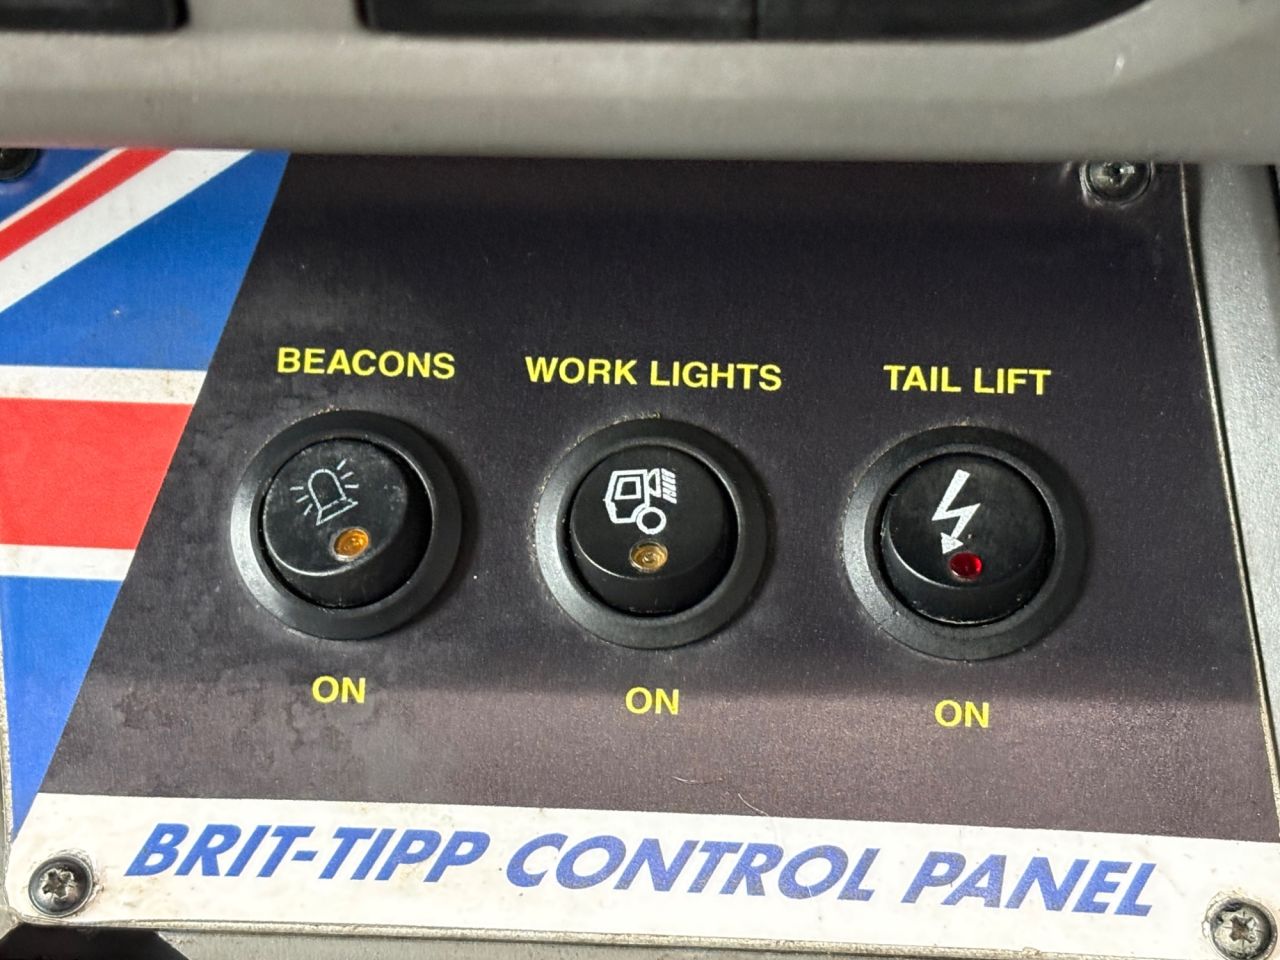 BEACONS
WORK LIGHTS
TAIL LIFT
ON
ON
ON
BRIT-TIPP CONTROL PANEL